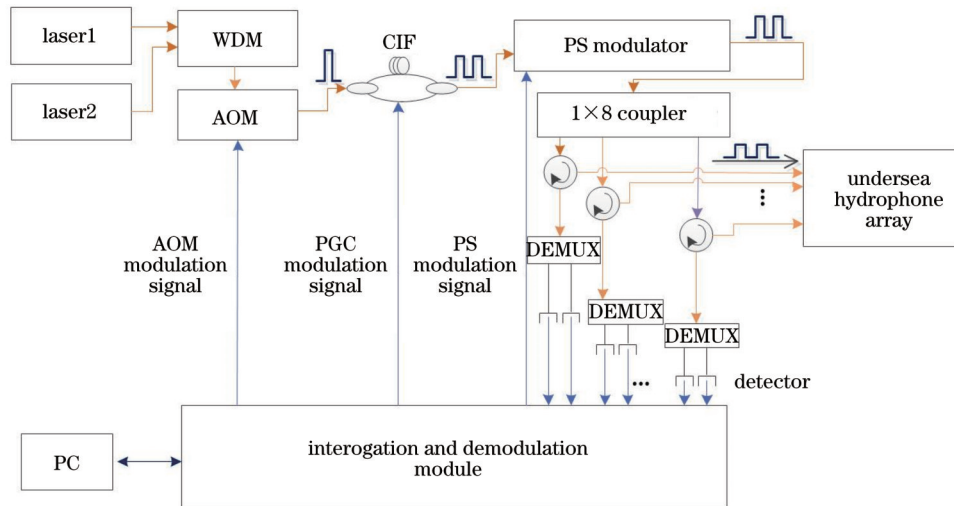 laser1
laser2
WDM
AOM
CIF
PS modulator
1×8 coupler
undersea
hydrophone
array
AOM
modulation
signal
PGC
modulation
signal
PS
modulation
signal
DEMUX
DEMUX
DEMUX
detector
PC
interogation and demodulation
module